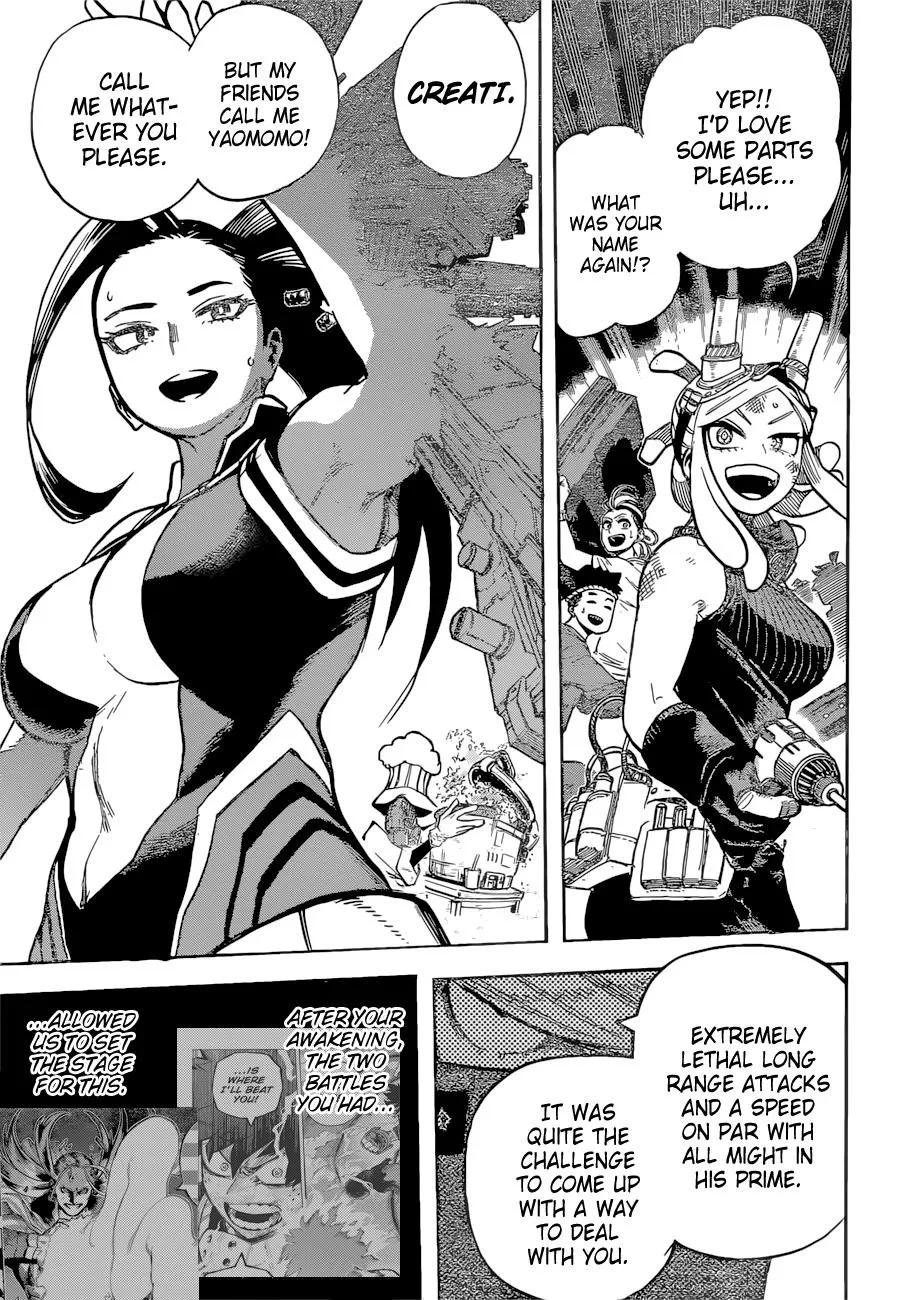 YEP!!
I'D LOVE
SOME PARTS
PLEASE...
UH...
WHAT
WAS YOUR
NAME
AGAIN!?
CREATI.
BUT MY
FRIENDS
CALL ME
YAOMOMO!
CALL
ME WHAT-
EVER YOU
PLEASE.
EXTREMELY
LETHAL LONG
RANGE ATTACKS
AND A SPEED
ON PAR WITH
ALL MIGHT IN
HIS PRIME.
IT WAS
QUITE THE
CHALLENGE
TO COME UP
WITH A WAY
TO DEAL
WITH YOU.
AFTER YOUR
AWAKENING,
THE TWO
BATTLES
YOU HAD...
...IS
WHERE
I'LL BEAT
YOU!
...ALLOWED
US TO SET
THE STAGE
FOR THIS.